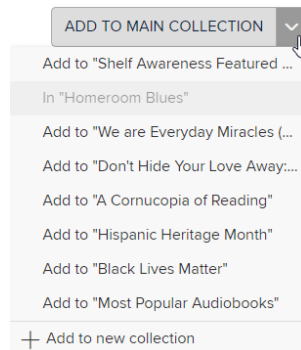 ADD TO MAIN COLLECTION
Add to "Shelf Awareness Featured ...
In "Homeroom Blues"
Add to "We are Everyday Miracles (...
Add to "Don't Hide Your Love Away:...
Add to "A Cornucopia of Reading"
Add to "Hispanic Heritage Month"
Add to "Black Lives Matter"
Add to "Most Popular Audiobooks"
+ Add to new collection